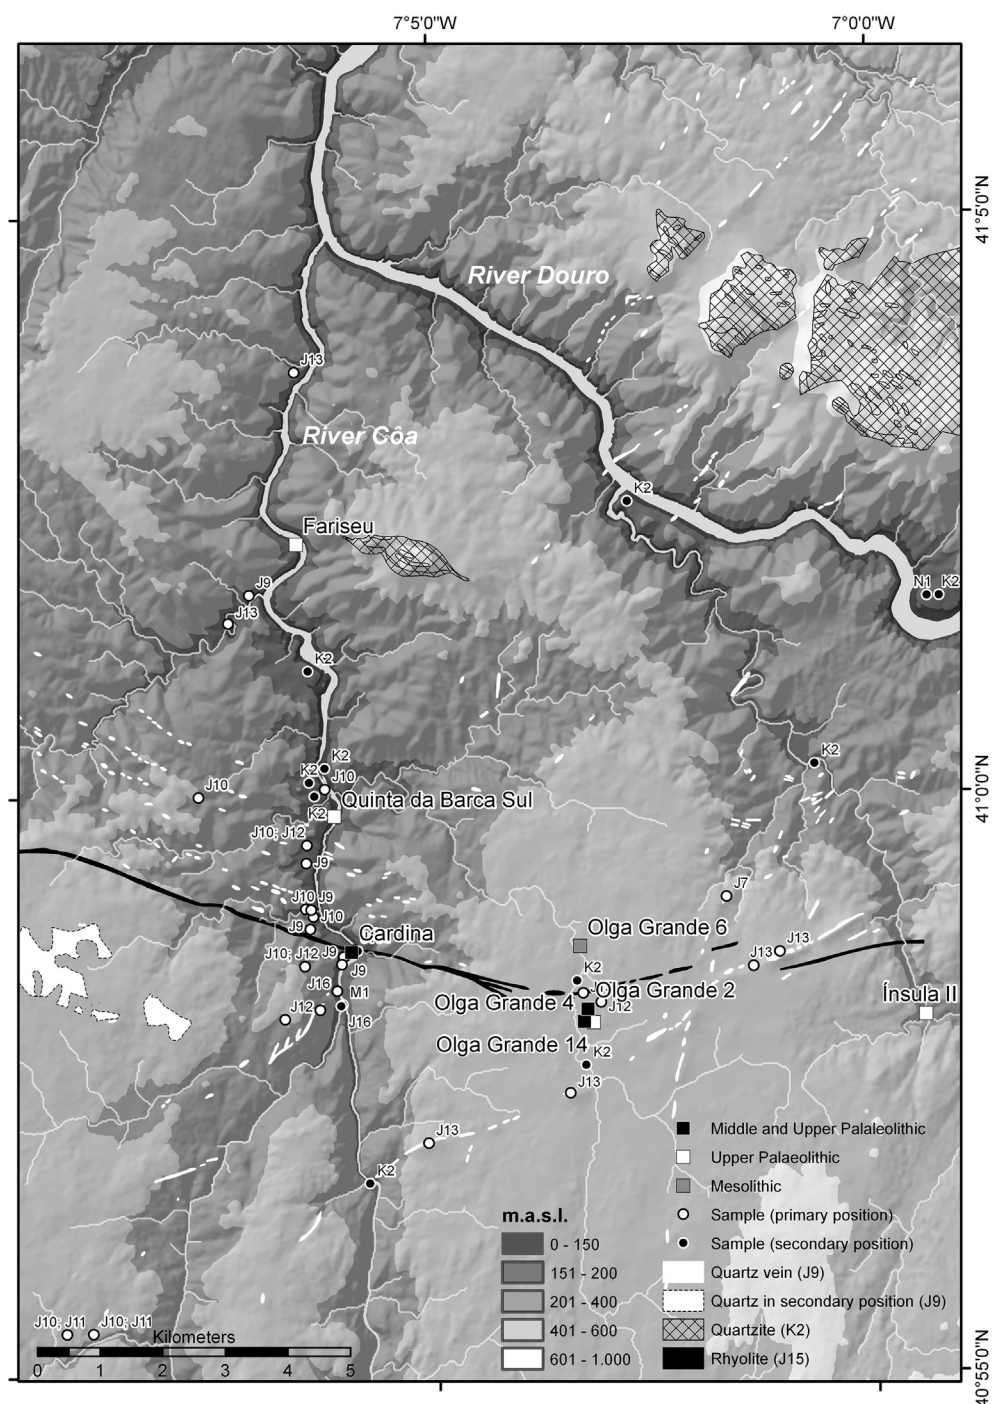 7°5'0"W
7°0'0"W
41°5'0"N
River Douro
J13
River Côa
K2
Fariseu
N1 K2
J9
J13
K2
K2
K2
K2
J10
J10
41°0'0"N
K2
Quinta da Barca Sul
J10; J12
J9
J7
J10 J9
J10
J9
Cardina
Olga Grande 6
J13
J13
J10; J12
J9
J9
K2
J16
M1
Olga Grande 4
Olga Grande 2
J12
Ínsula II
J12
J16
Olga Grande 14
K2
J13
J13
K2
Middle and Upper Palaleolithic
Upper Palaeolithic
Mesolithic
Sample (primary position)
Sample (secondary position)
Quartz vein (J9)
Quartz in secondary position (J9)
Quartzite (K2)
Rhyolite (J15)
m.a.s.l.
0 - 150
151 - 200
201 - 400
401 - 600
601 - 1.000
J10; J11
J10; J11
Kilometers
0 1 2 3 4 5
40°55'0"N